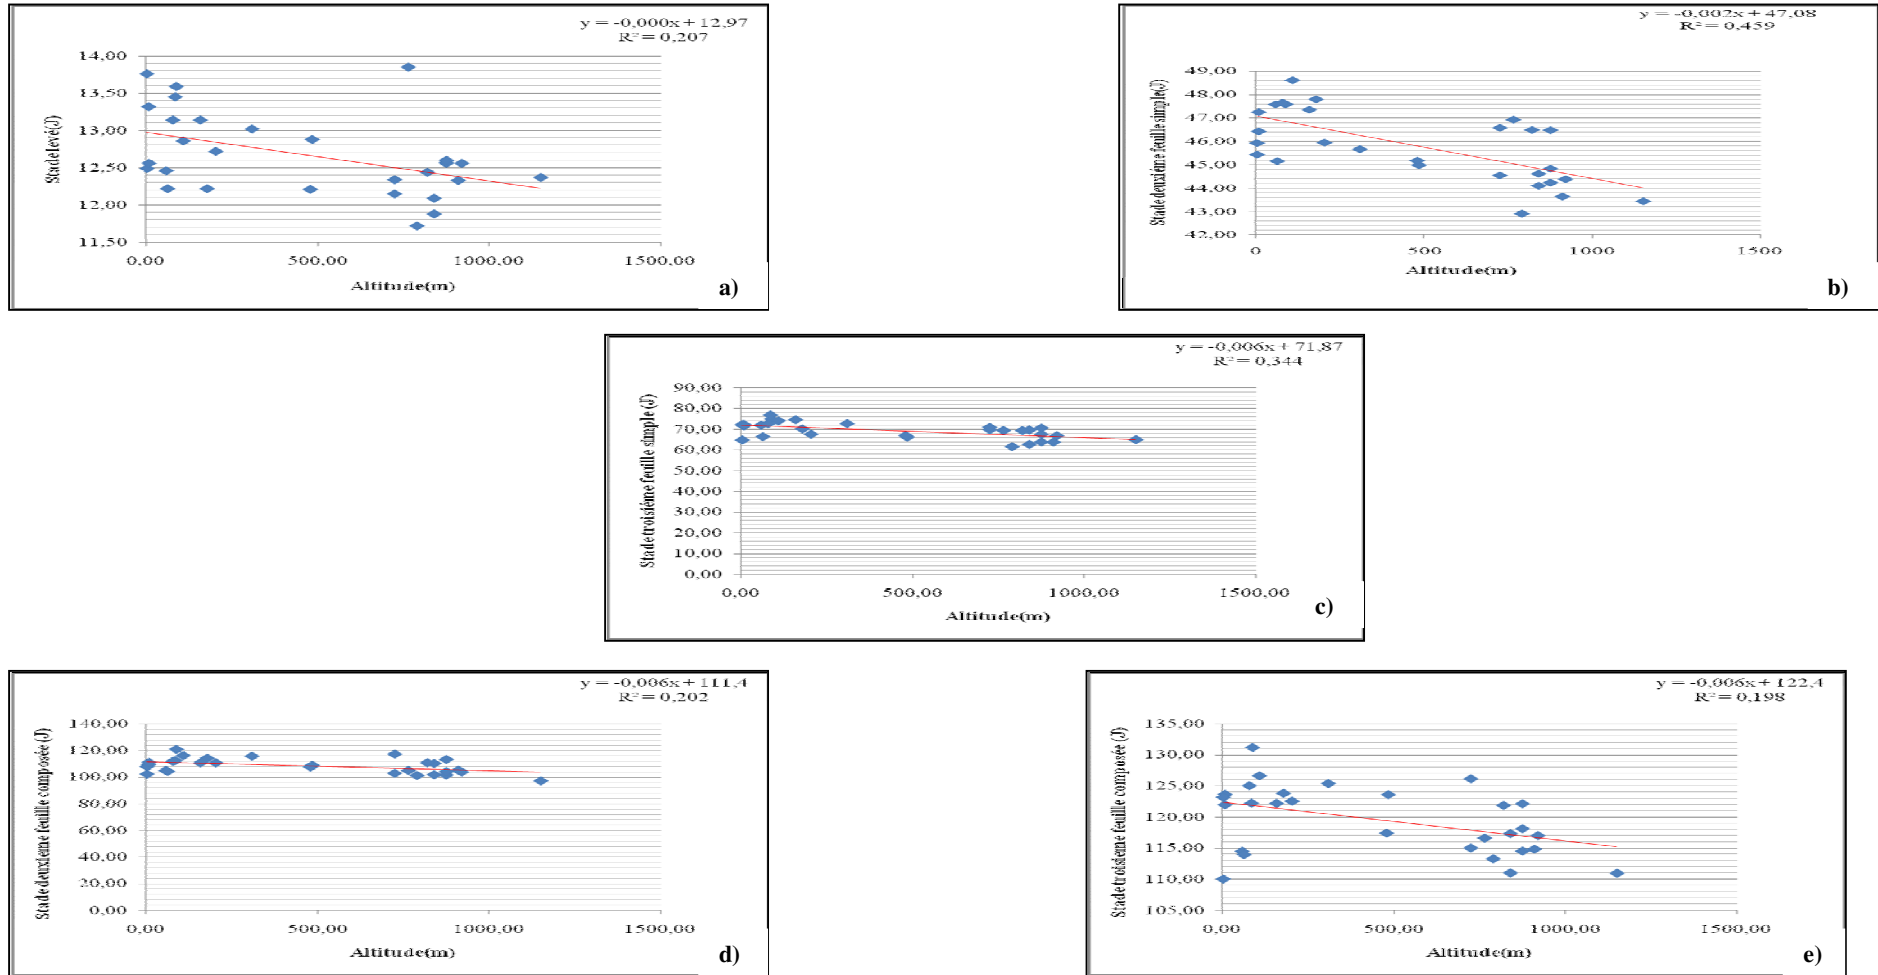 y = -0,000x + 12,97
R² = 0,207
Stade levé(J)
14,00
13,50
13,00
12,50
12,00
11,50
0,00 500,00 1000,00 1500,00
Altitude(m)
a)
y = -0,002x + 47,08
R² = 0,459
Stade deuxiéme feuille simple(J)
49,00
48,00
47,00
46,00
45,00
44,00
43,00
42,00
0 500 1000 1500
Altitude(m)
b)
y = -0,006x + 71,87
R² = 0,344
Stade troisiéme feuille simple (J)
90,00
80,00
70,00
60,00
50,00
40,00
30,00
20,00
10,00
0,00
0,00 500,00 1000,00 1500,00
Altitude(m)
c)
y = -0,006x + 111,4
R² = 0,202
Stade deuxieme feuille composée (J)
140,00
120,00
100,00
80,00
60,00
40,00
20,00
0,00
0,00 500,00 1000,00 1500,00
Altitude(m)
d)
y = -0,006x + 122,4
R² = 0,198
Stade troisiéme feuille composée (J)
135,00
130,00
125,00
120,00
115,00
110,00
105,00
0,00 500,00 1000,00 1500,00
Altitude(m)
e)